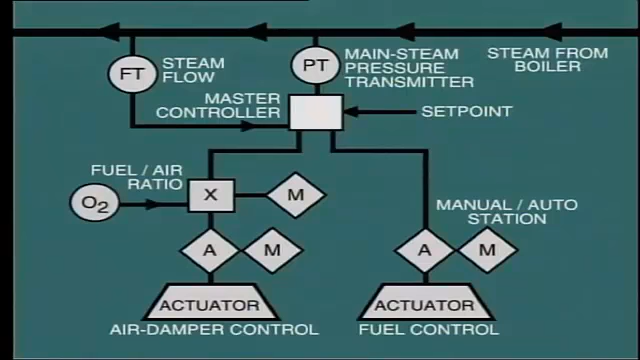 STEAM FROM
BOILER
FT
STEAM
FLOW
PT
MAIN-STEAM
PRESSURE
TRANSMITTER
MASTER
CONTROLLER
SETPOINT
FUEL / AIR
RATIO
O2
X
M
MANUAL / AUTO
STATION
A
M
A
M
ACTUATOR
ACTUATOR
AIR-DAMPER CONTROL
FUEL CONTROL